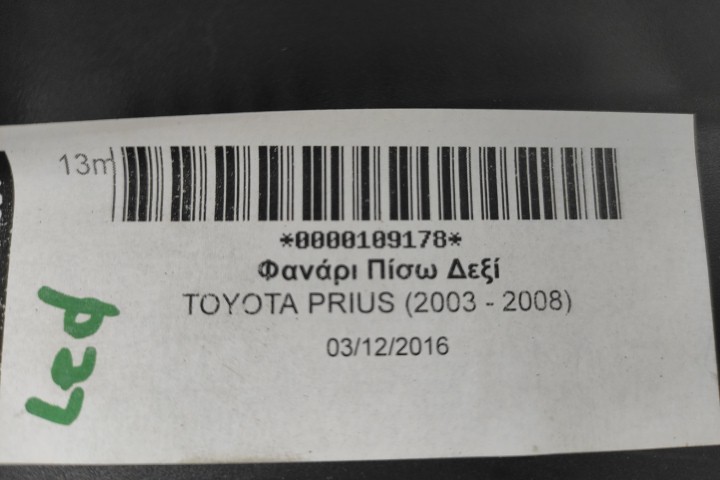 13m
*0000109178*
Φανάρι Πίσω Δεξί
TOYOTA PRIUS (2003 - 2008)
03/12/2016
Led